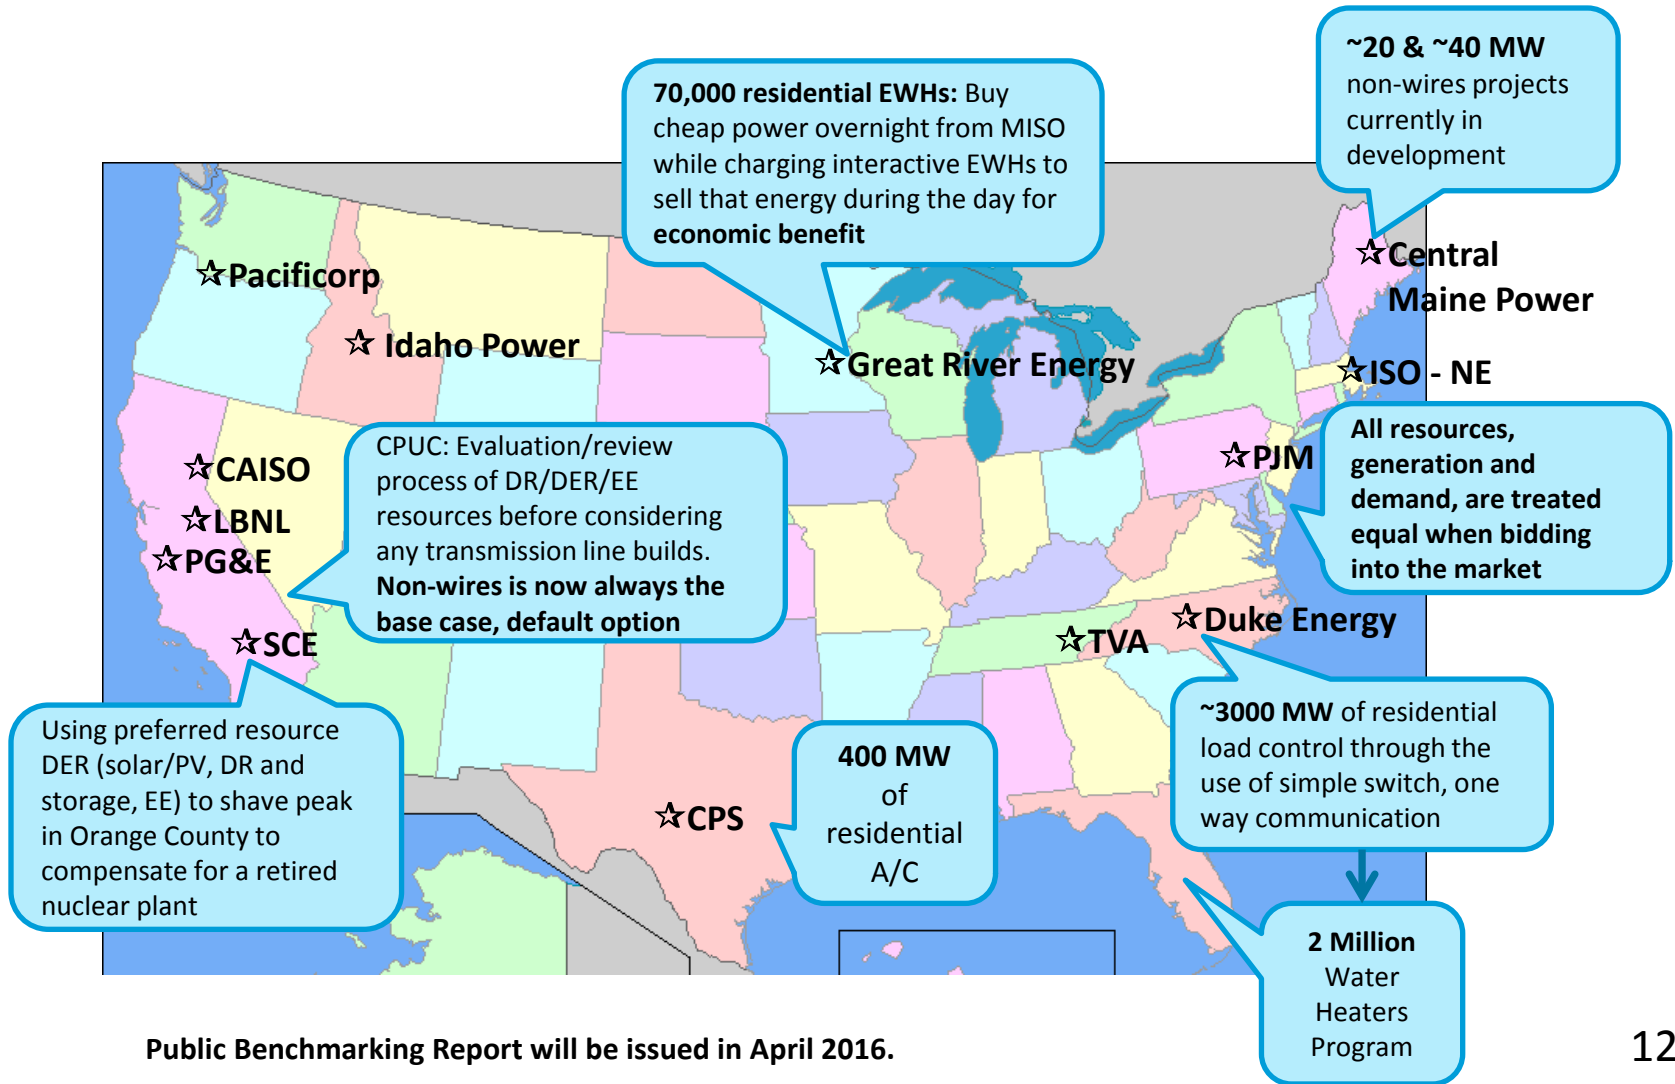 ~20 & ~40 MW
non-wires projects
currently in
development
70,000 residential EWHs: Buy
cheap power overnight from MISO
while charging interactive EWHs to
sell that energy during the day for
economic benefit
Pacificorp
Central
Maine Power
Idaho Power
Great River Energy
ISO - NE
CPUC: Evaluation/review
process of DR/DER/EE
resources before considering
any transmission line builds.
Non-wires is now always the
base case, default option
All resources,
generation and
demand, are treated
equal when bidding
into the market
CAISO
PJM
LBNL
PG&E
SCE
TVA
Duke Energy
Using preferred resource
DER (solar/PV, DR and
storage, EE) to shave peak
in Orange County to
compensate for a retired
nuclear plant
CPS
400 MW
of
residential
A/C
~3000 MW of residential
load control through the
use of simple switch, one
way communication
2 Million
Water
Heaters
Program
Public Benchmarking Report will be issued in April 2016.
12